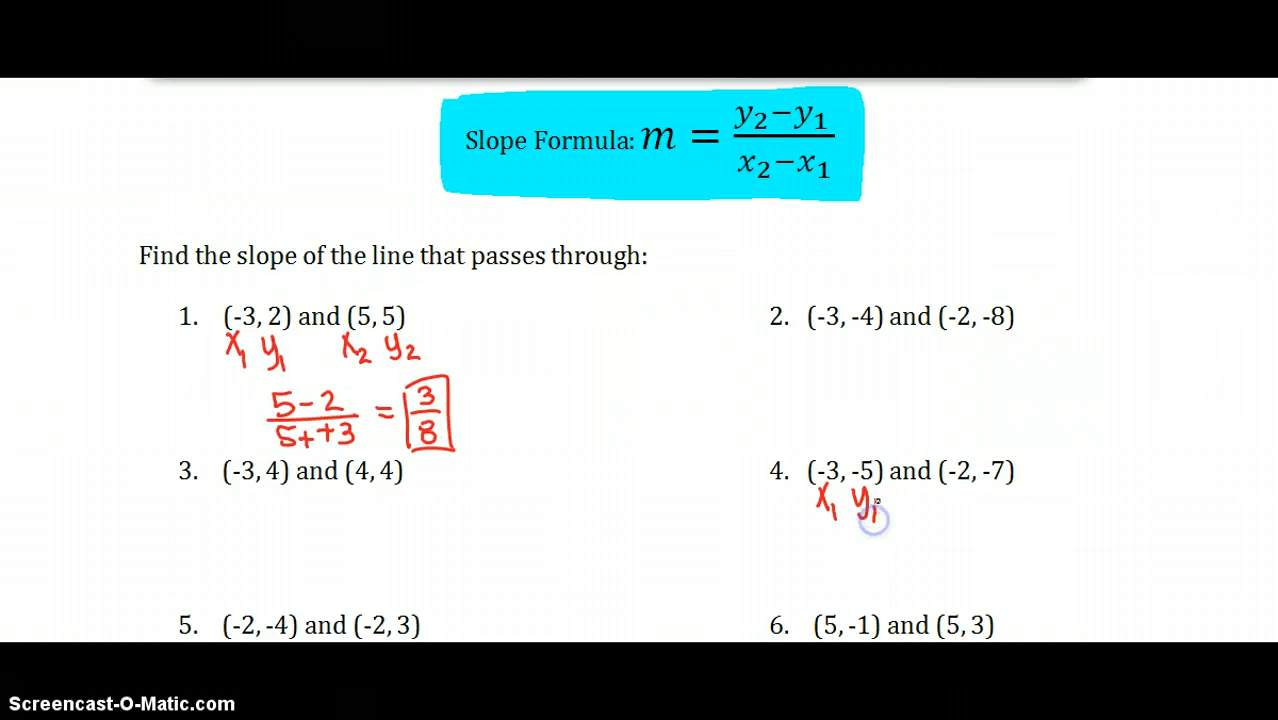 Slope Formula: m = y₂−y₁ / x₂−x₁
Find the slope of the line that passes through:
1. (-3, 2) and (5, 5)
x₁ y₁ x₂ y₂
5-2 / 5++3 = 3/8
2. (-3, -4) and (-2, -8)
3. (-3, 4) and (4, 4)
4. (-3, -5) and (-2, -7)
x₁ y₁
5. (-2, -4) and (-2, 3)
6. (5, -1) and (5, 3)
Screencast-O-Matic.com